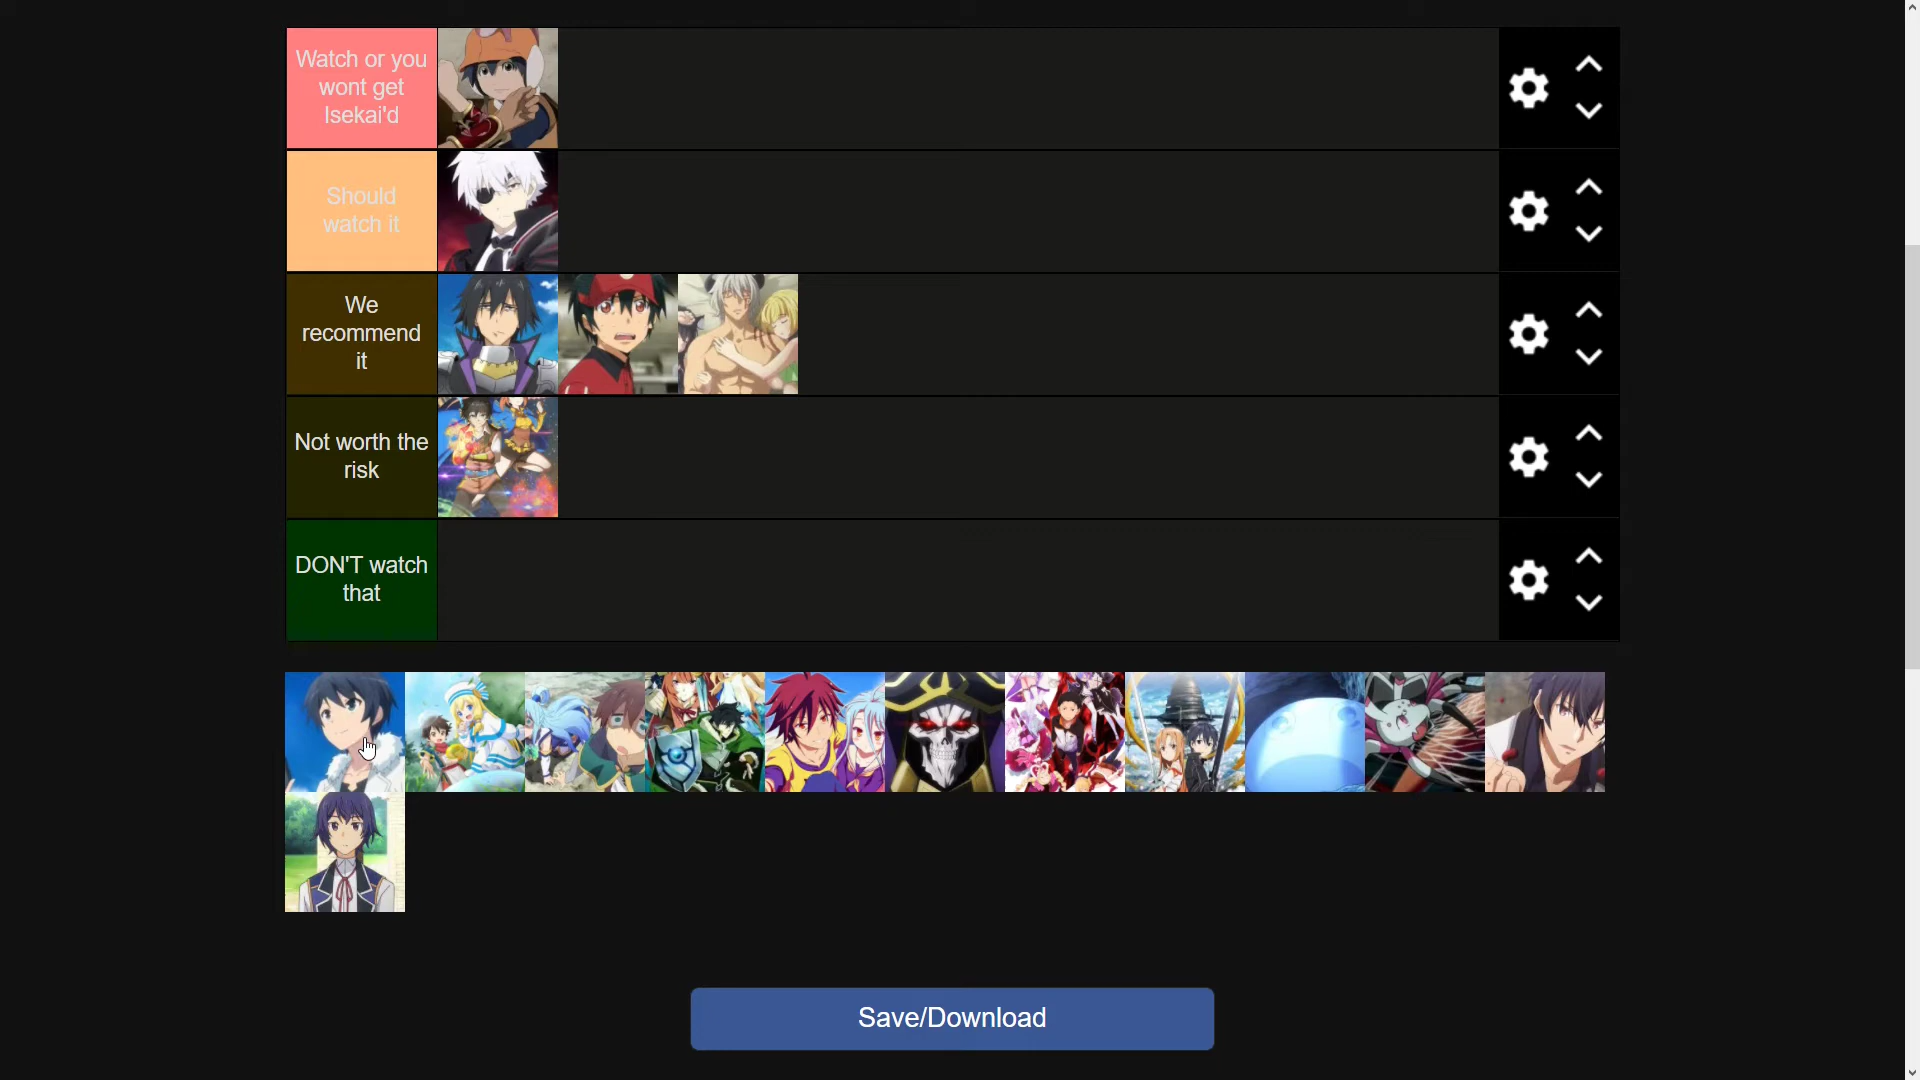 Watch or you
wont get
Isekai'd
Should
watch it
We
recommend
it
Not worth the
risk
DON'T watch
that
Save/Download